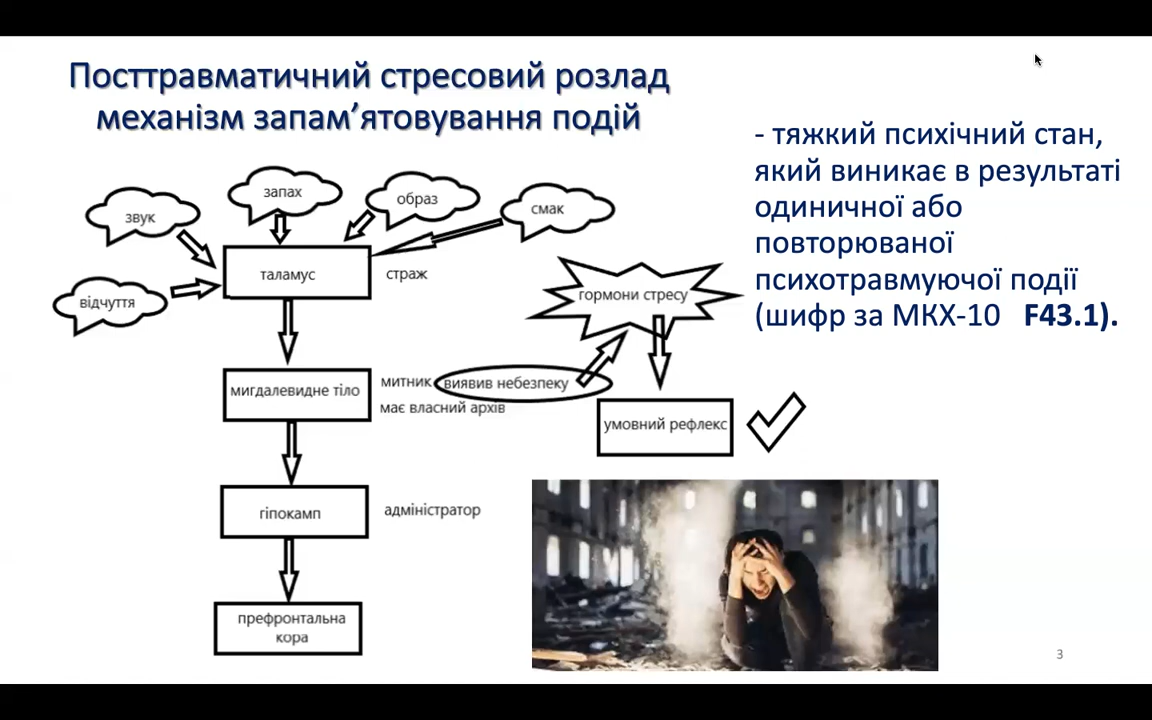 Посттравматичний стресовий розлад
механізм запам’ятовування подій
- тяжкий психічний стан,
який виникає в результаті
одиничної або
повторюваної
психотравмуючої події
(шифр за МКХ-10 F43.1).
запах
образ
смак
звук
відчуття
таламус
страж
гормони стресу
мигдалевидне тіло
митник
виявив небезпеку
має власний архів
умовний рефлекс
гіпокамп
адміністратор
префронтальна
кора
3